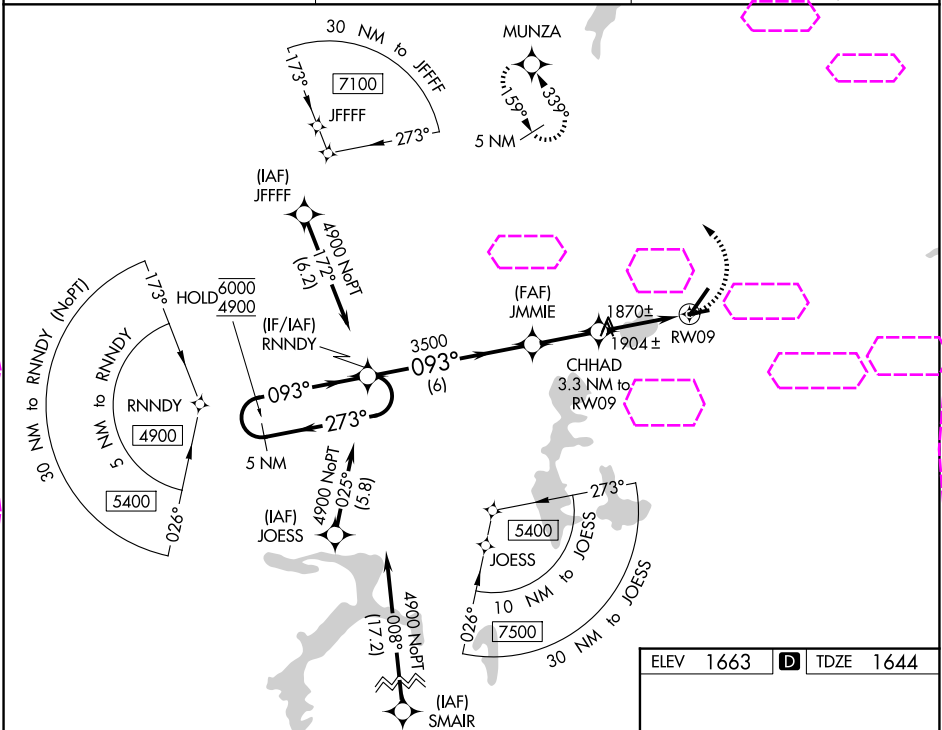 30 NM to JFFFF
173°
7100
JFFFF
273°
MUNZA
159°
339°
5 NM
(IAF)
JFFFF
4900 NoPT
172°
(6.2)
30 NM to RNNDY (NoPT)
173°
5 NM to RNNDY
RNNDY
4900
5400
026°
HOLD
6000
4900
(IF/IAF)
RNNDY
093°
273°
5 NM
3500
093°
(6)
(FAF)
JMMIE
1870±
1904±
RW09
CHHAD
3.3 NM to
RW09
4900 NoPT
025°
(5.8)
(IAF)
JOESS
273°
5400
JOESS
10 NM to JOESS
026°
7500
30 NM to JOESS
4900 NoPT
008°
(17.2)
(IAF)
SMAIR
ELEV 1663 D TDZE 1644